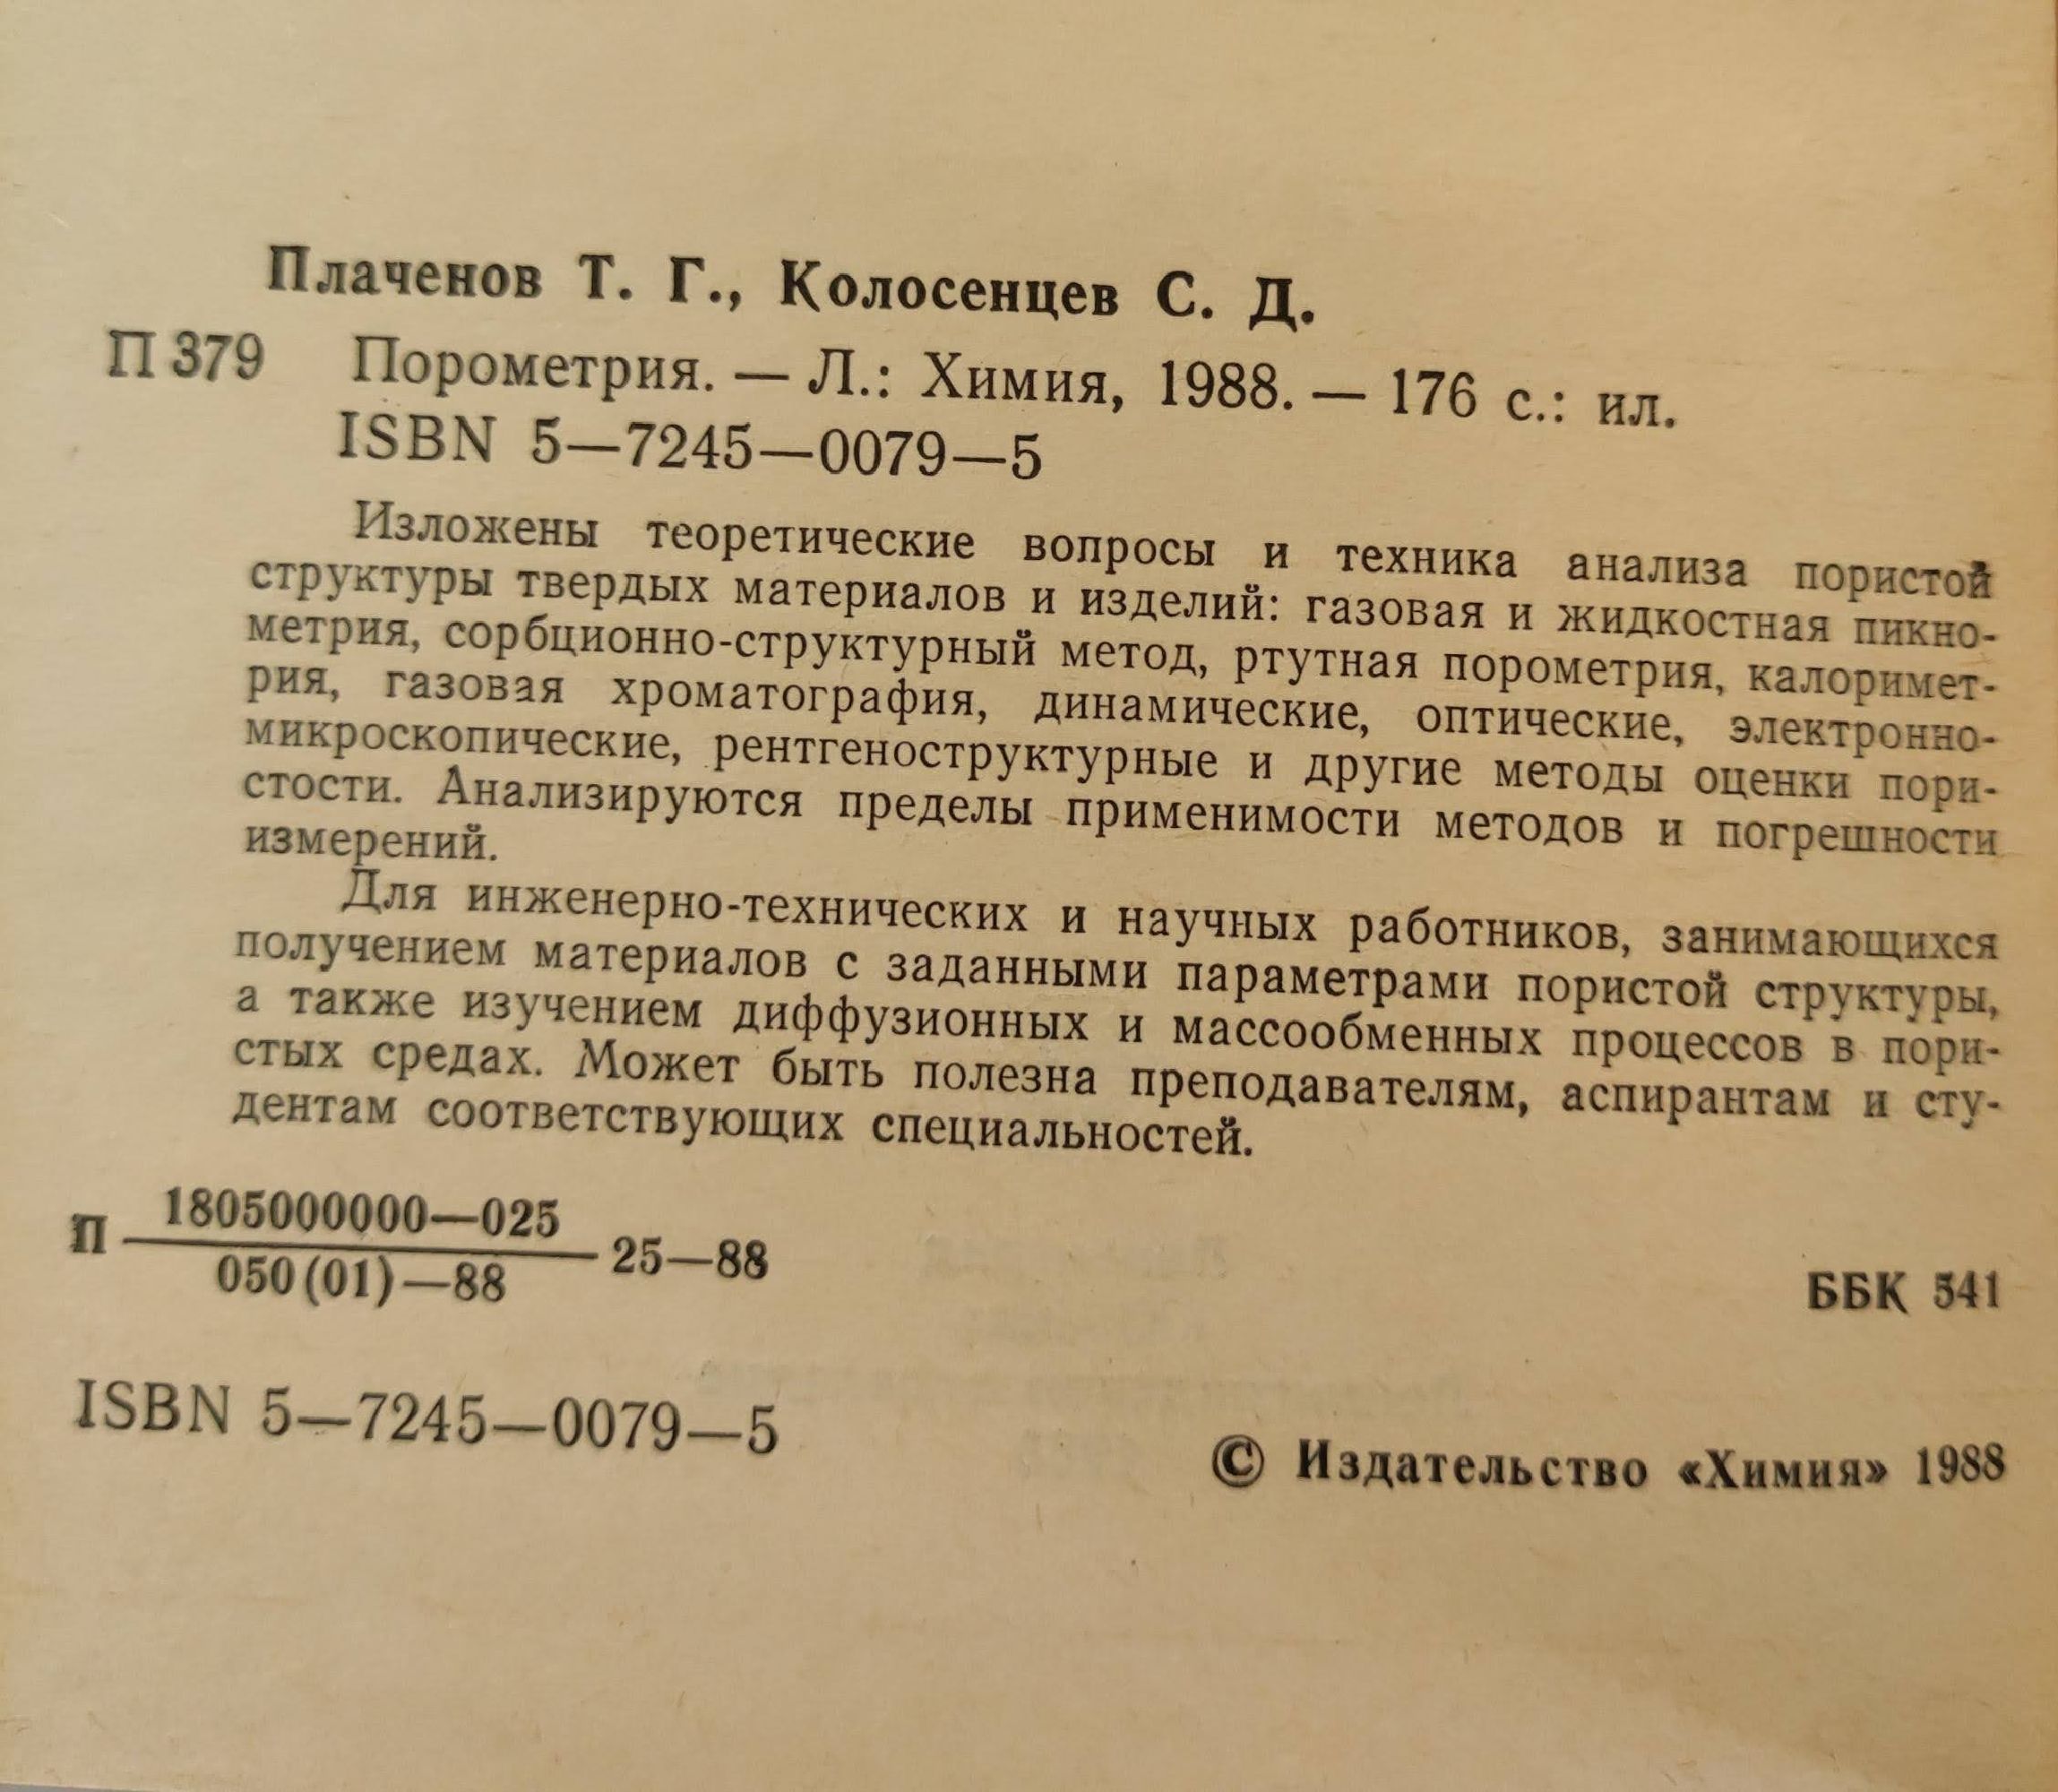 Плаченов Т. Г., Колосенцев С. Д.
П 379 Порометрия. — Л.: Химия, 1988. — 176 с.: ил.
ISBN 5—7245—0079—5
Изложены теоретические вопросы и техника анализа пористой
структуры твердых материалов и изделий: газовая и жидкостная пикно-
метрия, сорбционно-структурный метод, ртутная порометрия, калоримет-
рия, газовая хроматография, динамические, оптические, электронно-
микроскопические, рентгеноструктурные и другие методы оценки пори-
стости. Анализируются пределы применимости методов и погрешности
измерений.
Для инженерно-технических и научных работников, занимающихся
получением материалов с заданными параметрами пористой структуры,
а также изучением диффузионных и массообменных процессов в пори-
стых средах. Может быть полезна преподавателям, аспирантам и сту-
дентам соответствующих специальностей.
1805000000—025
П 25—88
050(01)—88
ББК 541
ISBN 5—7245—0079—5
© Издательство «Химия» 1988